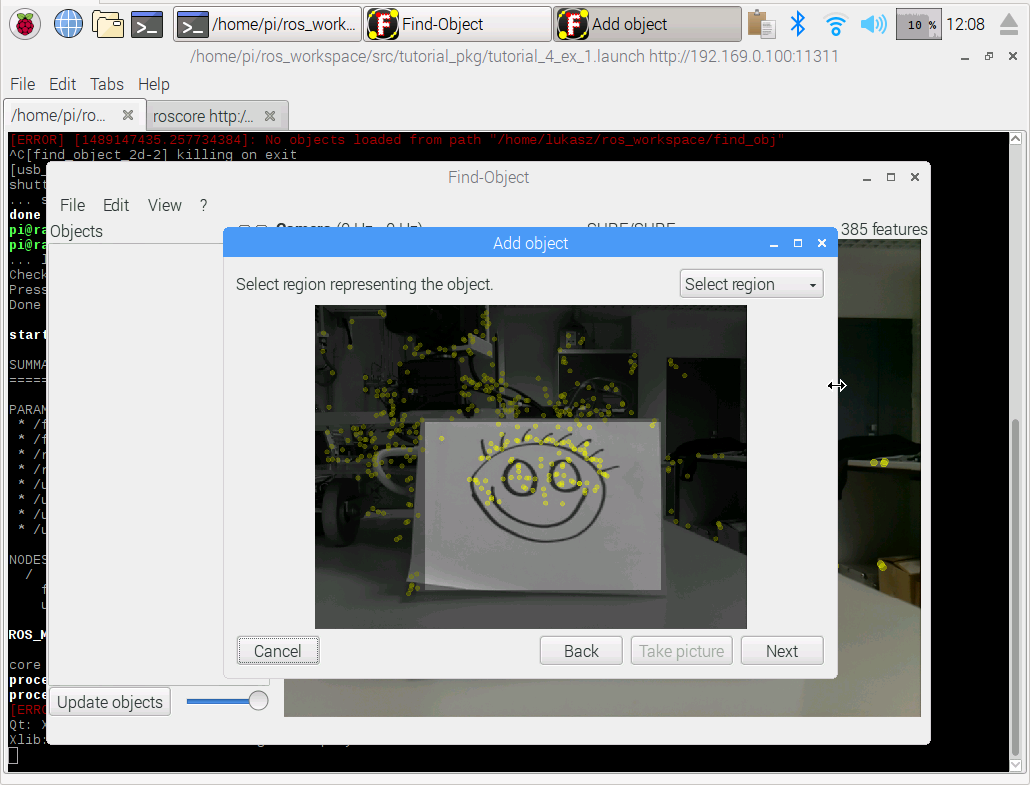 /home/pi/ros_work...
Find-Object
Add object
10 %
12:08
/home/pi/ros_workspace/src/tutorial_pkg/tutorial_4_ex_1.launch http://192.169.0.100:11311
File Edit Tabs Help
/home/pi/ro...
roscore http:/...
[ERROR] [1489147435.257734384]: No objects loaded from path "/home/lukasz/ros_workspace/find_obj"
^C[find_object_2d-2] killing on exit
[usb_
shutt
... s
done
pi@ra
pi@ra
... l
Check
Press
Done
start
SUMMA
=====
PARAM
* /f
* /f
* /r
* /r
* /u
* /u
* /u
* /u
NODES
/
f
u
ROS_M
core
proce
proce
[ERRO
Qt: X
Xlib:
Find-Object
File Edit View ?
Objects
385 features
Add object
Select region representing the object.
Select region
Cancel
Back
Take picture
Next
Update objects